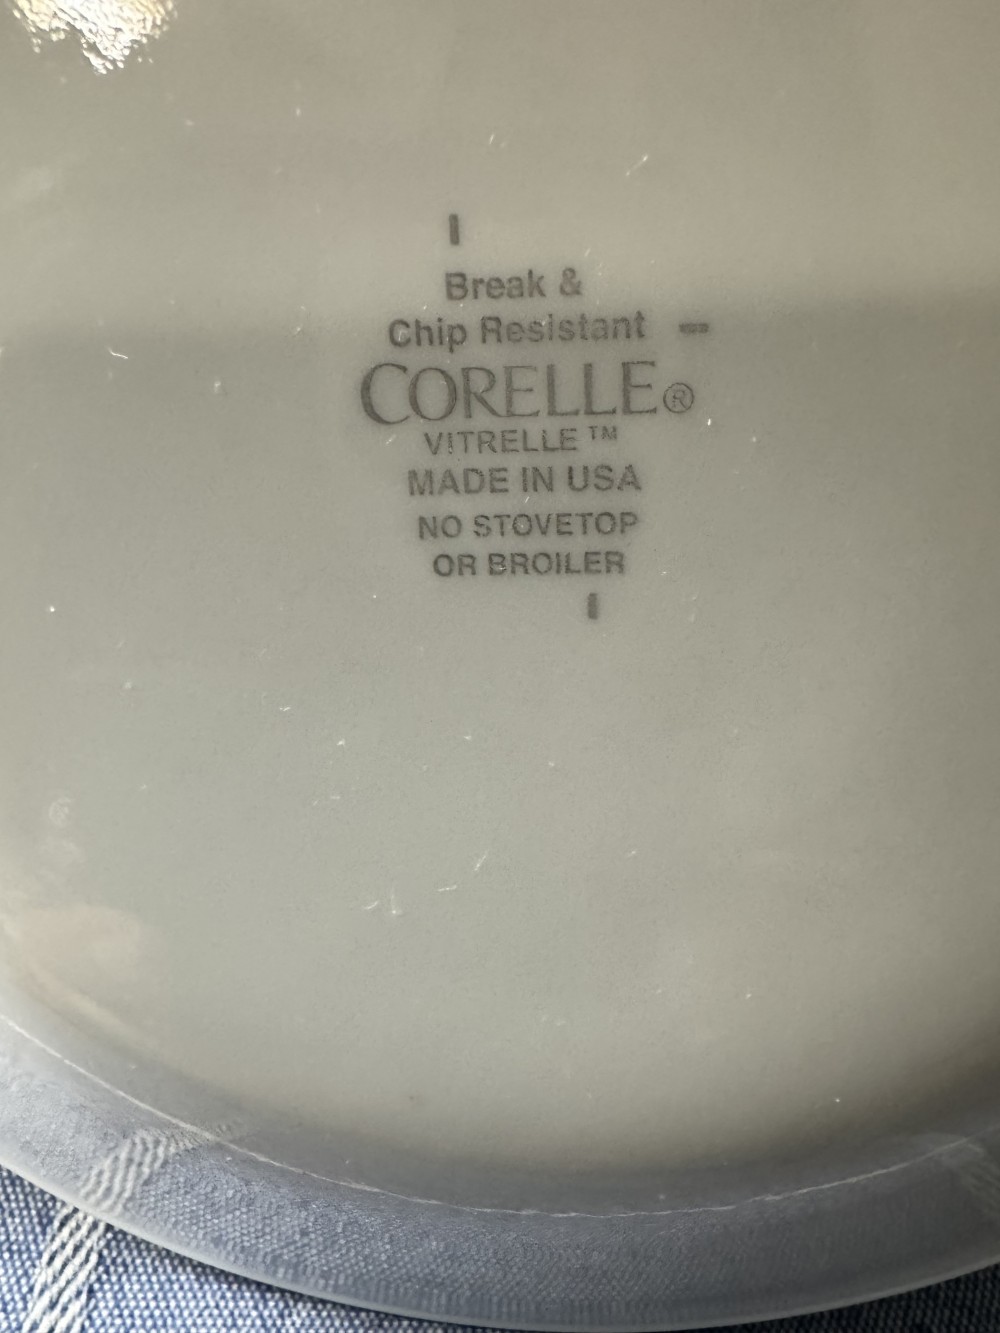 Break &
Chip Resistant
CORELLE®
VITRELLE™
MADE IN USA
NO STOVETOP
OR BROILER